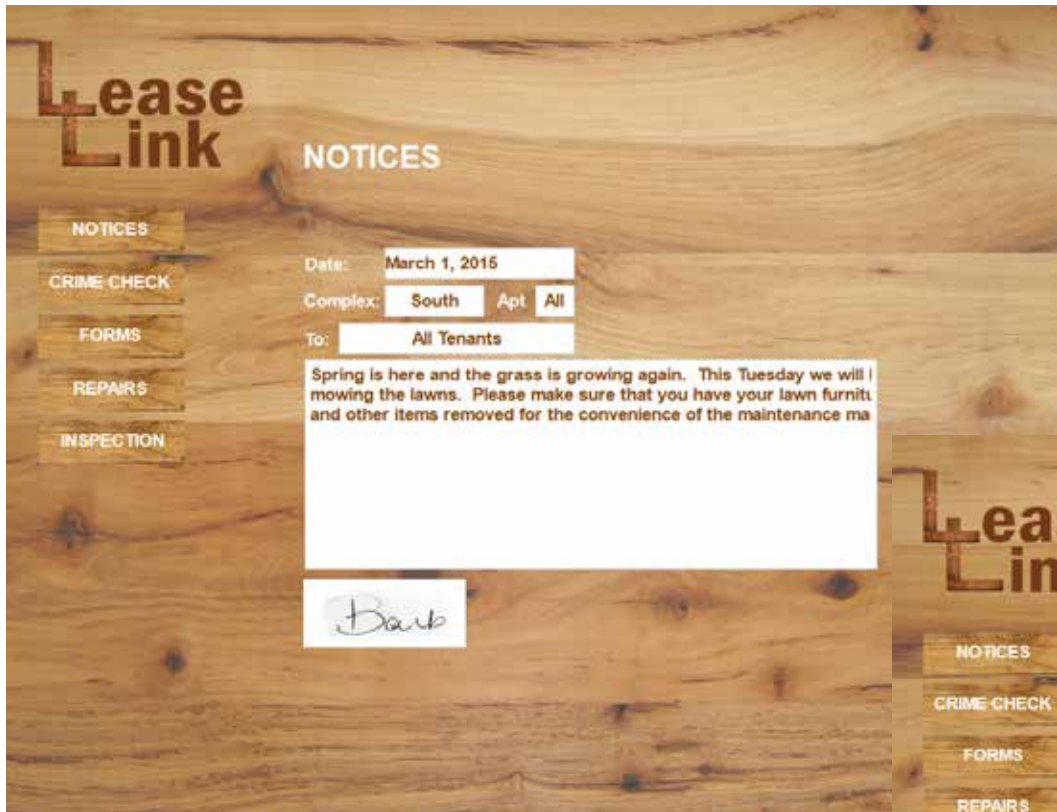 Lease
Link
NOTICES
NOTICES
CRIME CHECK
FORMS
REPAIRS
INSPECTION
Date: March 1, 2015
Complex: South Apt All
To: All Tenants
Spring is here and the grass is growing again. This Tuesday we will
mowing the lawns. Please make sure that you have your lawn furnitu
and other items removed for the convenience of the maintenance ma
Barb
Lea
Lin
NOTICES
CRIME CHECK
FORMS
REPAIRS